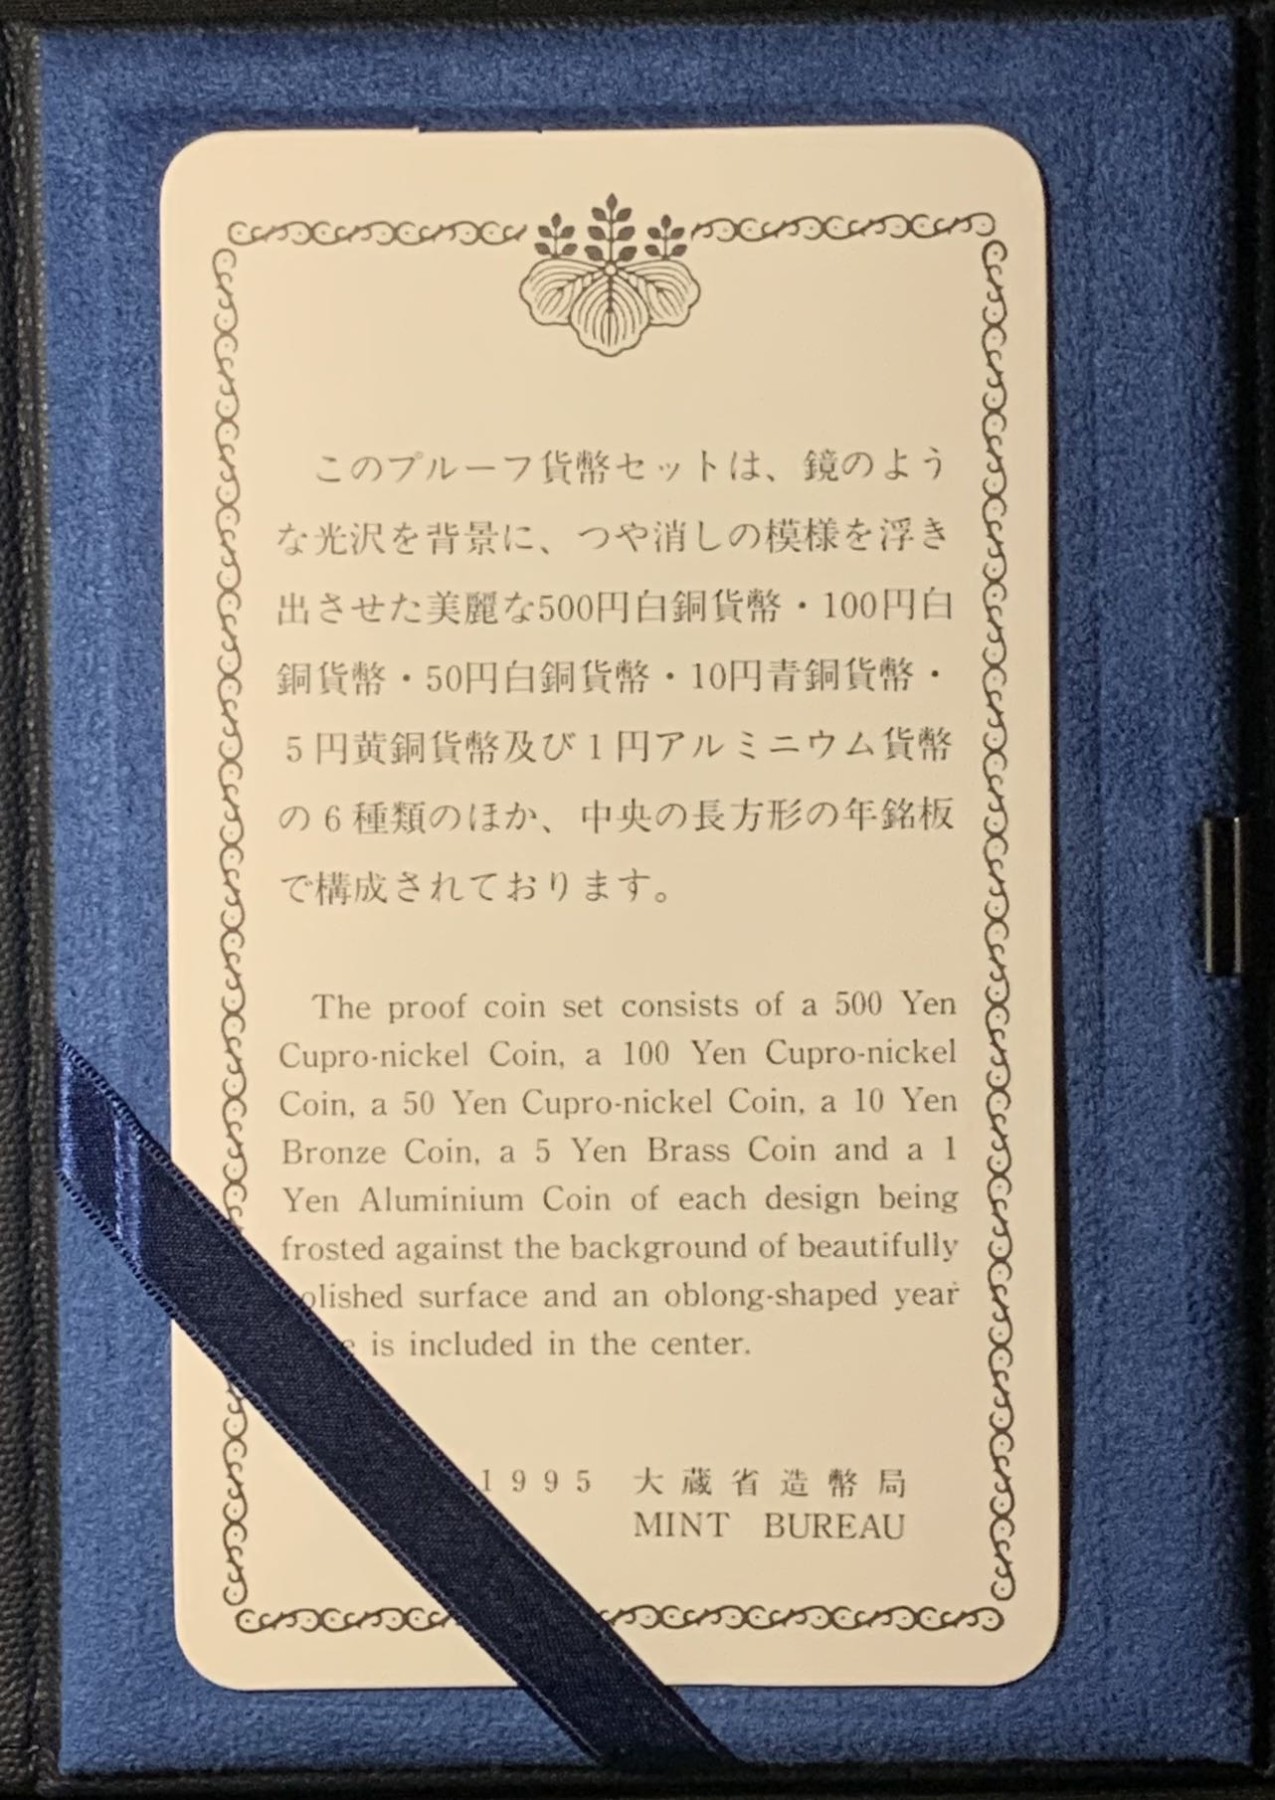 このプルーフ貨幣セットは、鏡のよう
な光沢を背景に、つや消しの模様を浮き
出させた美麗な500円白銅貨幣・100円白
銅貨幣・50円白銅貨幣・10円青銅貨幣・
5円黄銅貨幣及び1円アルミニウム貨幣
の6種類のほか、中央の長方形の年銘板
で構成されております。
The proof coin set consists of a 500 Yen
Cupro-nickel Coin, a 100 Yen Cupro-nickel
Coin, a 50 Yen Cupro-nickel Coin, a 10 Yen
Bronze Coin, a 5 Yen Brass Coin and a 1
Yen Aluminium Coin of each design being
frosted against the background of beautifully
olished surface and an oblong-shaped year
is included in the center.
1995 大蔵省造幣局
MINT BUREAU